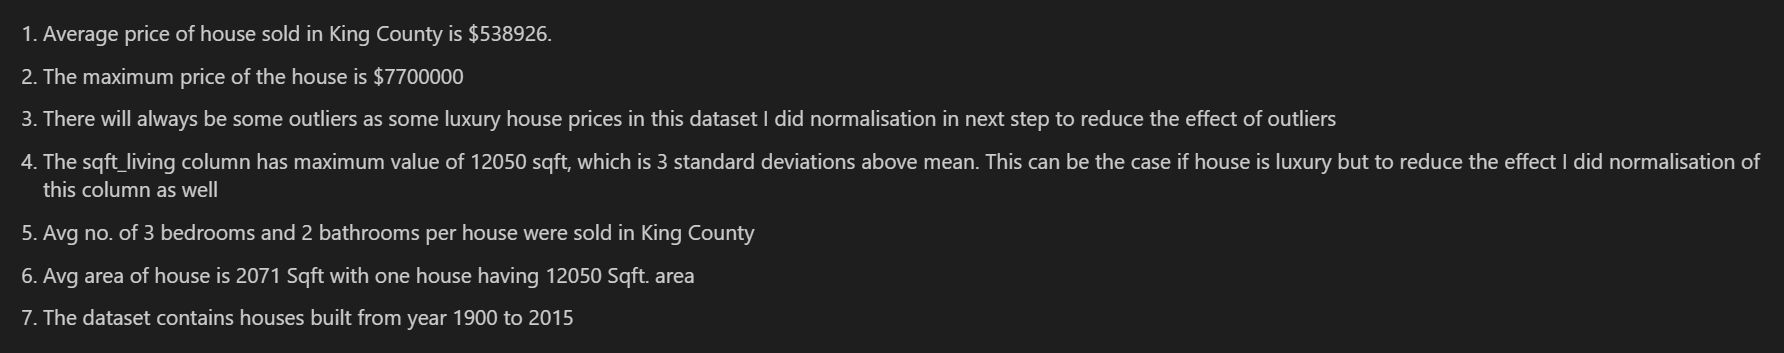 1. Average price of house sold in King County is $538926.
2. The maximum price of the house is $7700000
3. There will always be some outliers as some luxury house prices in this dataset I did normalisation in next step to reduce the effect of outliers
4. The sqft_living column has maximum value of 12050 sqft, which is 3 standard deviations above mean. This can be the case if house is luxury but to reduce the effect I did normalisation of
this column as well
5. Avg no. of 3 bedrooms and 2 bathrooms per house were sold in King County
6. Avg area of house is 2071 Sqft with one house having 12050 Sqft. area
7. The dataset contains houses built from year 1900 to 2015